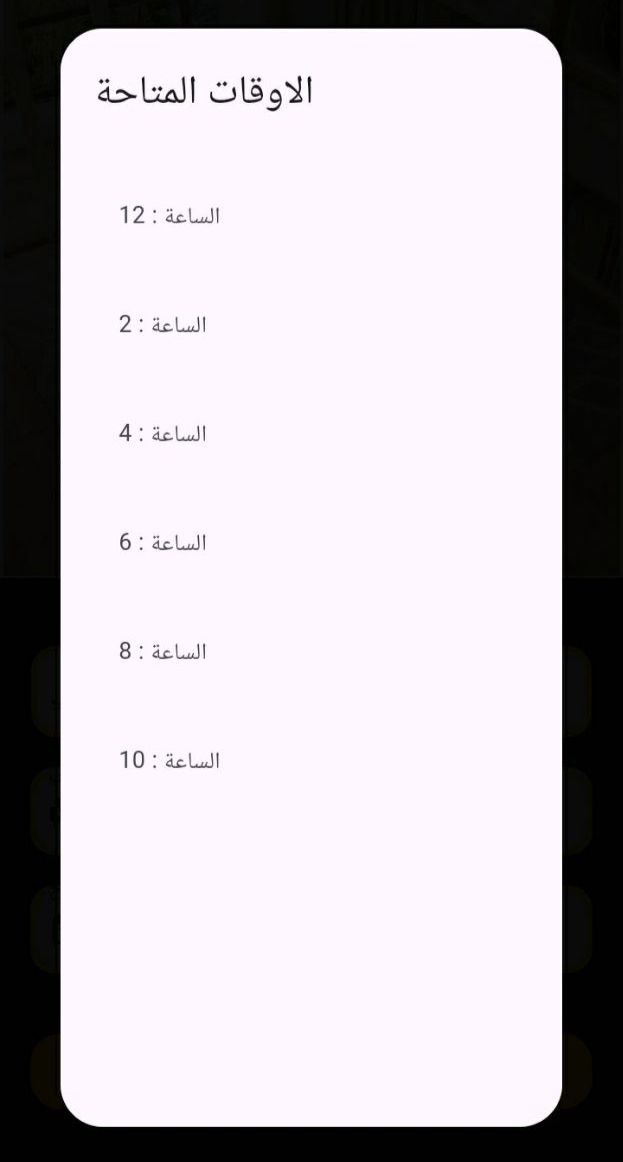 الاوقات المتاحة
الساعة : 12
الساعة : 2
الساعة : 4
الساعة : 6
الساعة : 8
الساعة : 10